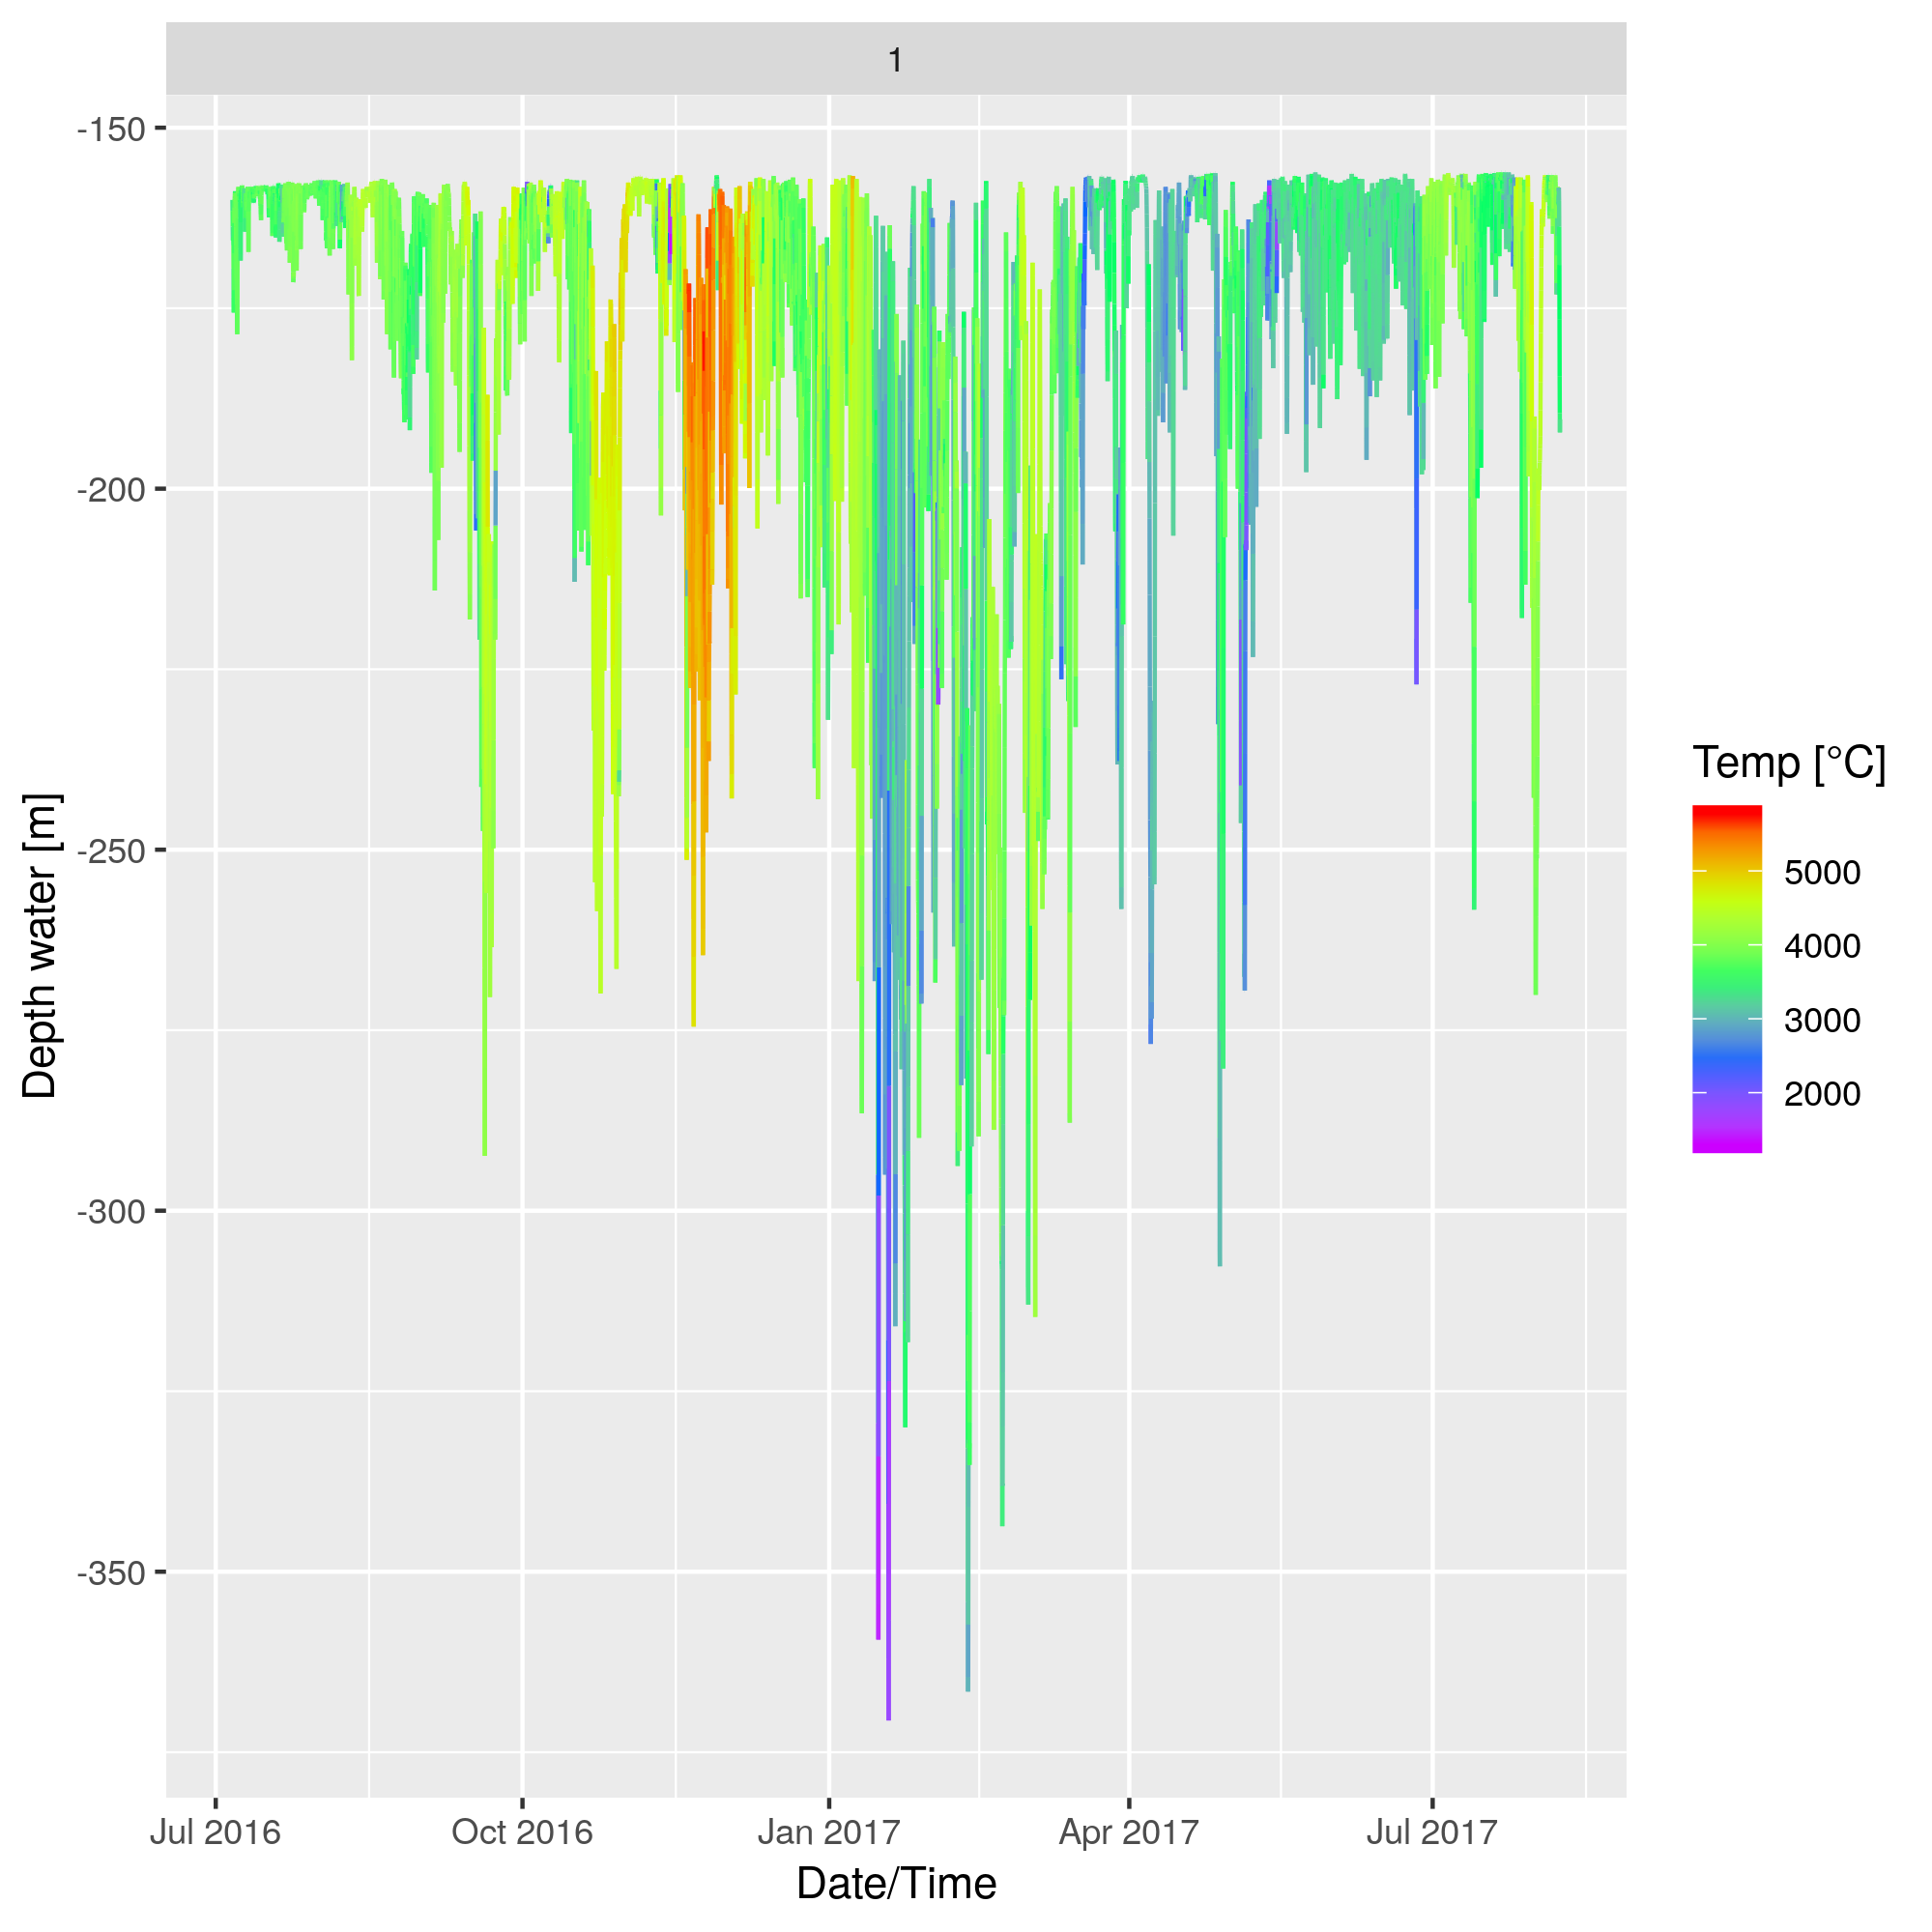 1
-150
-200
-250
-300
-350
Depth water [m]
Jul 2016
Oct 2016
Jan 2017
Apr 2017
Jul 2017
Date/Time
Temp [°C]
5000
4000
3000
2000